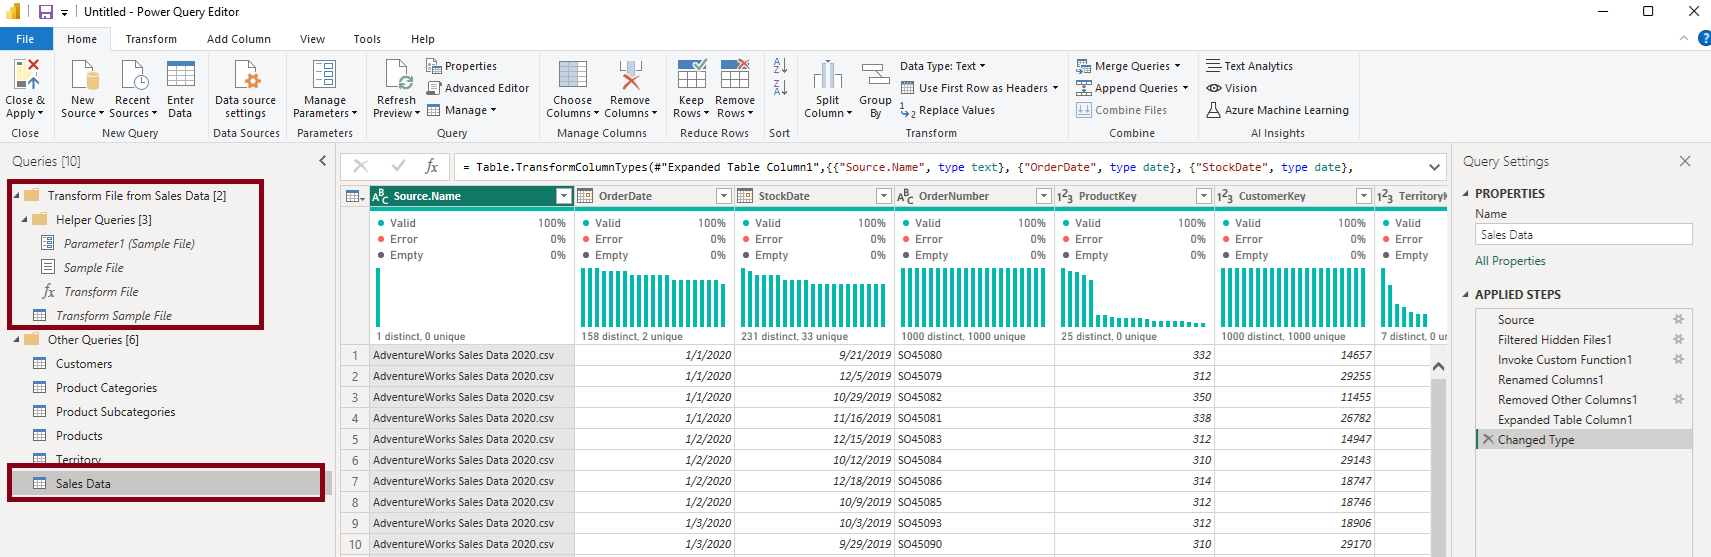 Untitled - Power Query Editor
File Home Transform Add Column View Tools Help
Close & Apply New Source Recent Sources Enter Data Data source settings Manage Parameters Refresh Preview Properties Advanced Editor Manage Choose Columns Remove Columns Keep Rows Remove Rows Split Column Group By Data Type: Text Use First Row as Headers Replace Values Merge Queries Append Queries Combine Files Text Analytics Vision Azure Machine Learning
Close New Query Data Sources Parameters Query Manage Columns Reduce Rows Sort Transform Combine AI Insights
Queries [10]
Transform File from Sales Data [2]
Helper Queries [3]
Parameter1 (Sample File)
Sample File
fx Transform File
Transform Sample File
Other Queries [6]
Customers
Product Categories
Product Subcategories
Products
Territory
Sales Data
fx = Table.TransformColumnTypes(#"Expanded Table Column1",{{"Source.Name", type text}, {"OrderDate", type date}, {"StockDate", type date},
ABC Source.Name OrderDate StockDate ABC OrderNumber 123 ProductKey 123 CustomerKey 123 TerritoryK
Valid 100% Valid 100% Valid 100% Valid 100% Valid 100% Valid 100% Valid
Error 0% Error 0% Error 0% Error 0% Error 0% Error 0% Error
Empty 0% Empty 0% Empty 0% Empty 0% Empty 0% Empty 0% Empty
1 distinct, 0 unique 158 distinct, 2 unique 231 distinct, 33 unique 1000 distinct, 1000 unique 25 distinct, 0 unique 1000 distinct, 1000 unique 7 distinct, 0 u
1 AdventureWorks Sales Data 2020.csv 1/1/2020 9/21/2019 SO45080 332 14657
2 AdventureWorks Sales Data 2020.csv 1/1/2020 12/5/2019 SO45079 312 29255
3 AdventureWorks Sales Data 2020.csv 1/1/2020 10/29/2019 SO45082 350 11455
4 AdventureWorks Sales Data 2020.csv 1/1/2020 11/16/2019 SO45081 338 26782
5 AdventureWorks Sales Data 2020.csv 1/2/2020 12/15/2019 SO45083 312 14947
6 AdventureWorks Sales Data 2020.csv 1/2/2020 10/12/2019 SO45084 310 29143
7 AdventureWorks Sales Data 2020.csv 1/2/2020 12/18/2019 SO45086 314 18747
8 AdventureWorks Sales Data 2020.csv 1/2/2020 10/9/2019 SO45085 312 18746
9 AdventureWorks Sales Data 2020.csv 1/3/2020 10/3/2019 SO45093 312 18906
10 AdventureWorks Sales Data 2020.csv 1/3/2020 9/29/2019 SO45090 310 29170
Query Settings
PROPERTIES
Name
Sales Data
All Properties
APPLIED STEPS
Source
Filtered Hidden Files1
Invoke Custom Function1
Renamed Columns1
Removed Other Columns1
Expanded Table Column1
Changed Type